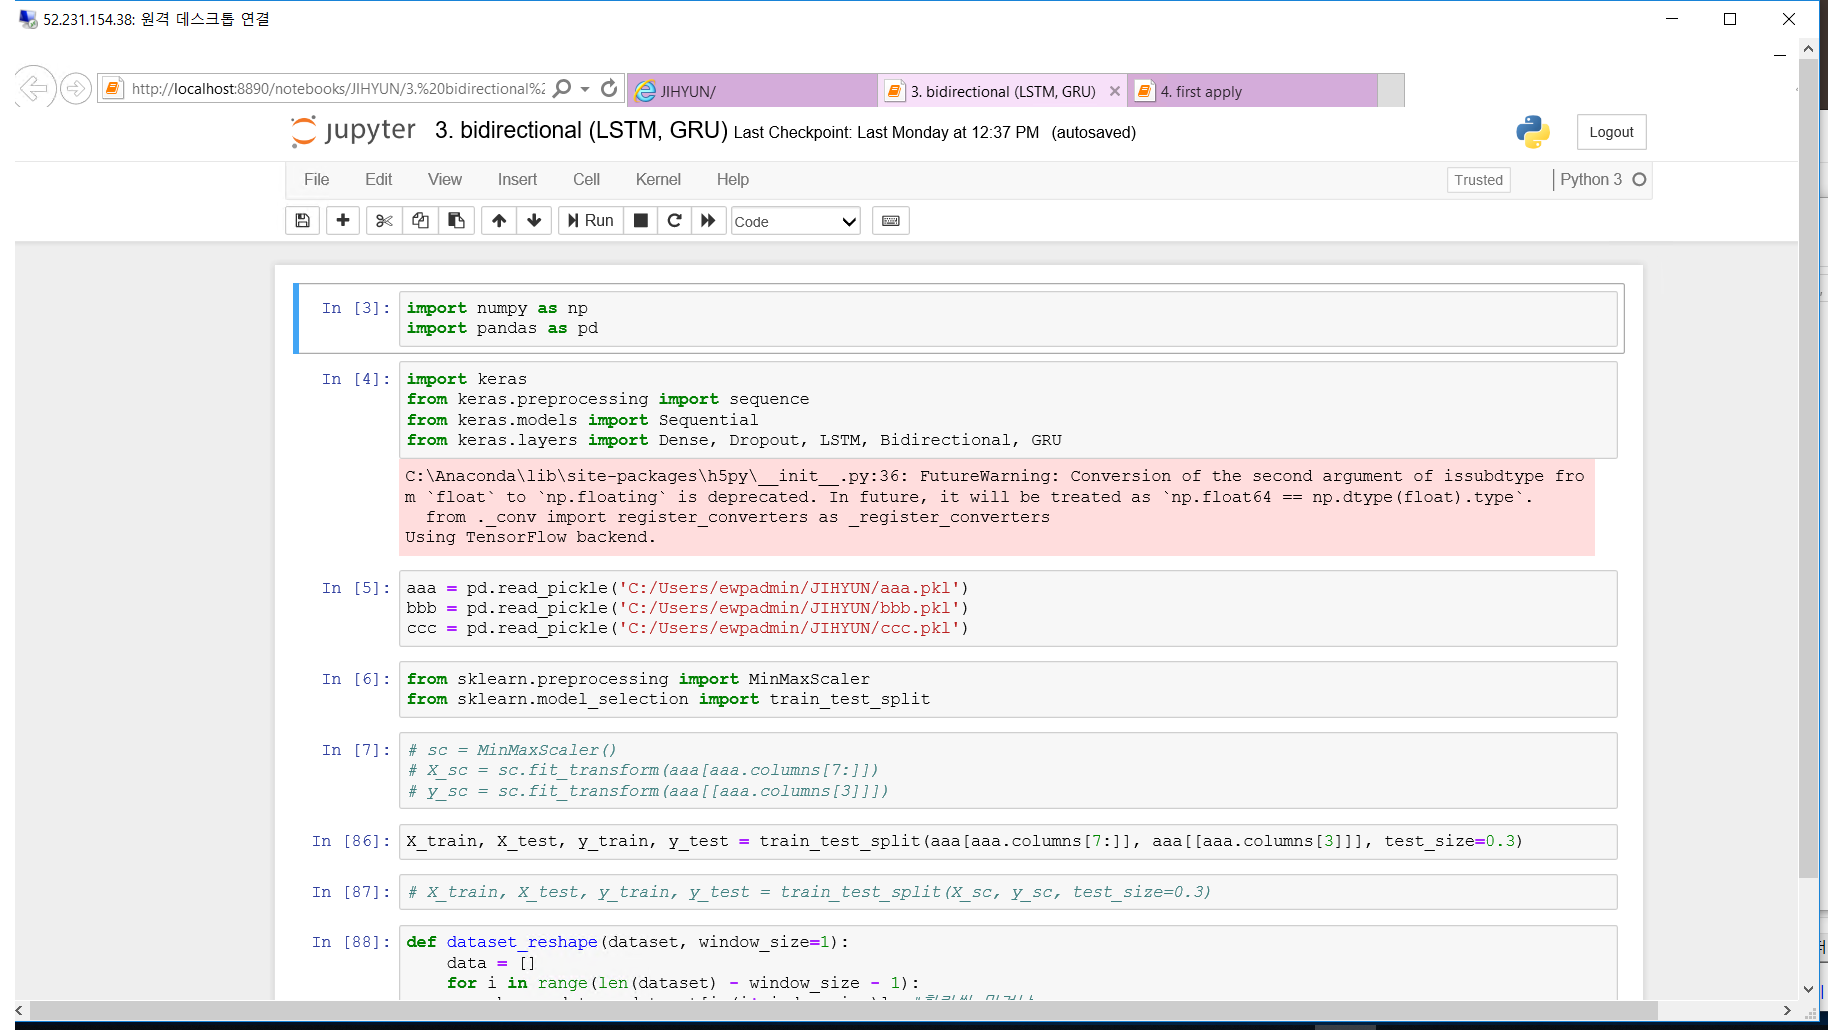 52.231.154.38: 원격 데스크톱 연결
http://localhost:8890/notebooks/JIHYUN/3.%20bidirectional%2
JIHYUN/
3. bidirectional (LSTM, GRU)
4. first apply
jupyter 3. bidirectional (LSTM, GRU) Last Checkpoint: Last Monday at 12:37 PM (autosaved)
Logout
File Edit View Insert Cell Kernel Help
Trusted
Python 3
Run
Code
In [3]: import numpy as np
import pandas as pd
In [4]: import keras
from keras.preprocessing import sequence
from keras.models import Sequential
from keras.layers import Dense, Dropout, LSTM, Bidirectional, GRU
C:\Anaconda\lib\site-packages\h5py\__init__.py:36: FutureWarning: Conversion of the second argument of issubdtype fro
m `float` to `np.floating` is deprecated. In future, it will be treated as `np.float64 == np.dtype(float).type`.
from ._conv import register_converters as _register_converters
Using TensorFlow backend.
In [5]: aaa = pd.read_pickle('C:/Users/ewpadmin/JIHYUN/aaa.pkl')
bbb = pd.read_pickle('C:/Users/ewpadmin/JIHYUN/bbb.pkl')
ccc = pd.read_pickle('C:/Users/ewpadmin/JIHYUN/ccc.pkl')
In [6]: from sklearn.preprocessing import MinMaxScaler
from sklearn.model_selection import train_test_split
In [7]: # sc = MinMaxScaler()
# X_sc = sc.fit_transform(aaa[aaa.columns[7:]])
# y_sc = sc.fit_transform(aaa[[aaa.columns[3]]])
In [86]: X_train, X_test, y_train, y_test = train_test_split(aaa[aaa.columns[7:]], aaa[[aaa.columns[3]]], test_size=0.3)
In [87]: # X_train, X_test, y_train, y_test = train_test_split(X_sc, y_sc, test_size=0.3)
In [88]: def dataset_reshape(dataset, window_size=1):
data = []
for i in range(len(dataset) - window_size - 1):